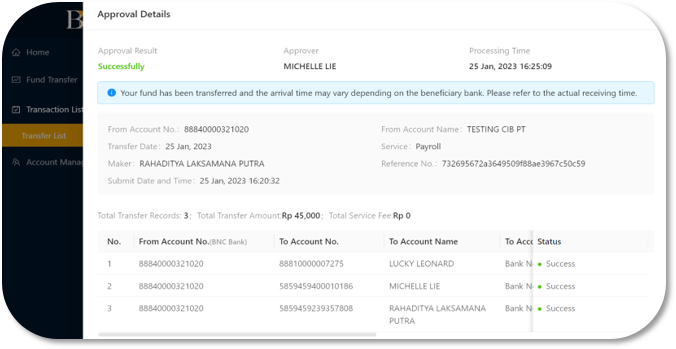 B
Approval Details
Home
Fund Transfer
Transaction List
Transfer List
Account Mana
Approval Result Approver Processing Time
Successfully MICHELLE LIE 25 Jan, 2023 16:25:09
Your fund has been transferred and the arrival time may vary depending on the beneficiary bank. Please refer to the actual receiving time.
From Account No.: 88840000321020 From Account Name: TESTING CIB PT
Transfer Date: 25 Jan, 2023 Service: Payroll
Maker: RAHADITYA LAKSAMANA PUTRA Reference No.: 732695672a3649509f88ae3967c50c59
Submit Date and Time: 25 Jan, 2023 16:20:32
Total Transfer Records: 3; Total Transfer Amount:Rp 45,000; Total Service Fee:Rp 0
No. From Account No.(BNC Bank) To Account No. To Account Name To Acc Status
1 88840000321020 88810000007275 LUCKY LEONARD Bank N Success
2 88840000321020 5859459400010186 MICHELLE LIE Bank N Success
3 88840000321020 5859459239357808 RAHADITYA LAKSAMANA Bank N Success
PUTRA